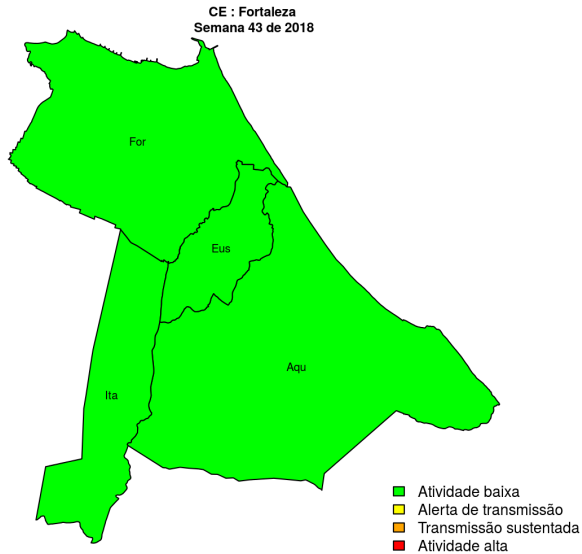 CE : Fortaleza
Semana 43 de 2018
For
Eus
Aqu
Ita
Atividade baixa
Alerta de transmissão
Transmissão sustentada
Atividade alta